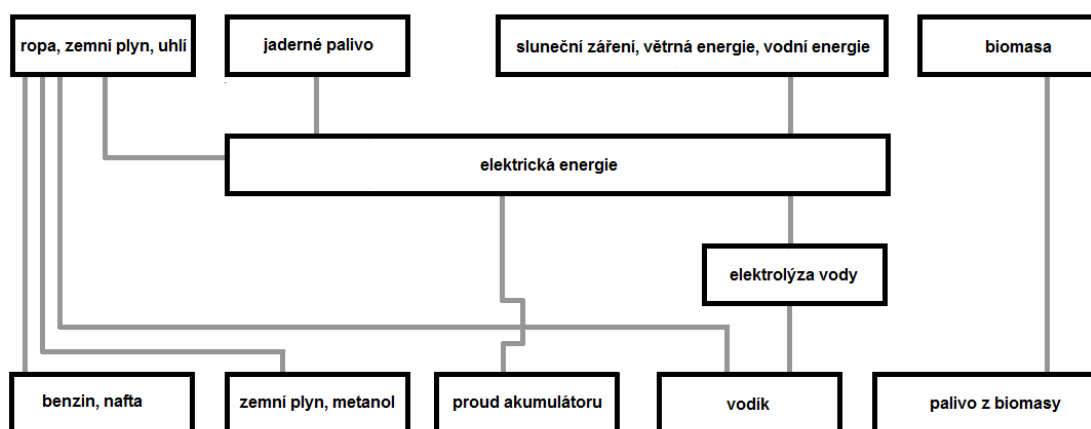 ropa, zemní plyn, uhlí
jaderné palivo
sluneční záření, větrná energie, vodní energie
biomasa
elektrická energie
elektrolýza vody
benzin, nafta
zemní plyn, metanol
proud akumulátoru
vodík
palivo z biomasy